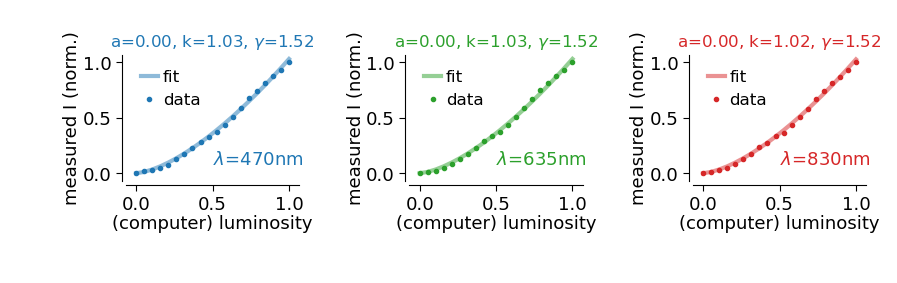 a=0.00, k=1.03, γ=1.52
measured I (norm.)
1.0
0.5
0.0
fit
data
λ=470nm
0.0 0.5 1.0
(computer) luminosity
a=0.00, k=1.03, γ=1.52
measured I (norm.)
1.0
0.5
0.0
fit
data
λ=635nm
0.0 0.5 1.0
(computer) luminosity
a=0.00, k=1.02, γ=1.52
measured I (norm.)
1.0
0.5
0.0
fit
data
λ=830nm
0.0 0.5 1.0
(computer) luminosity